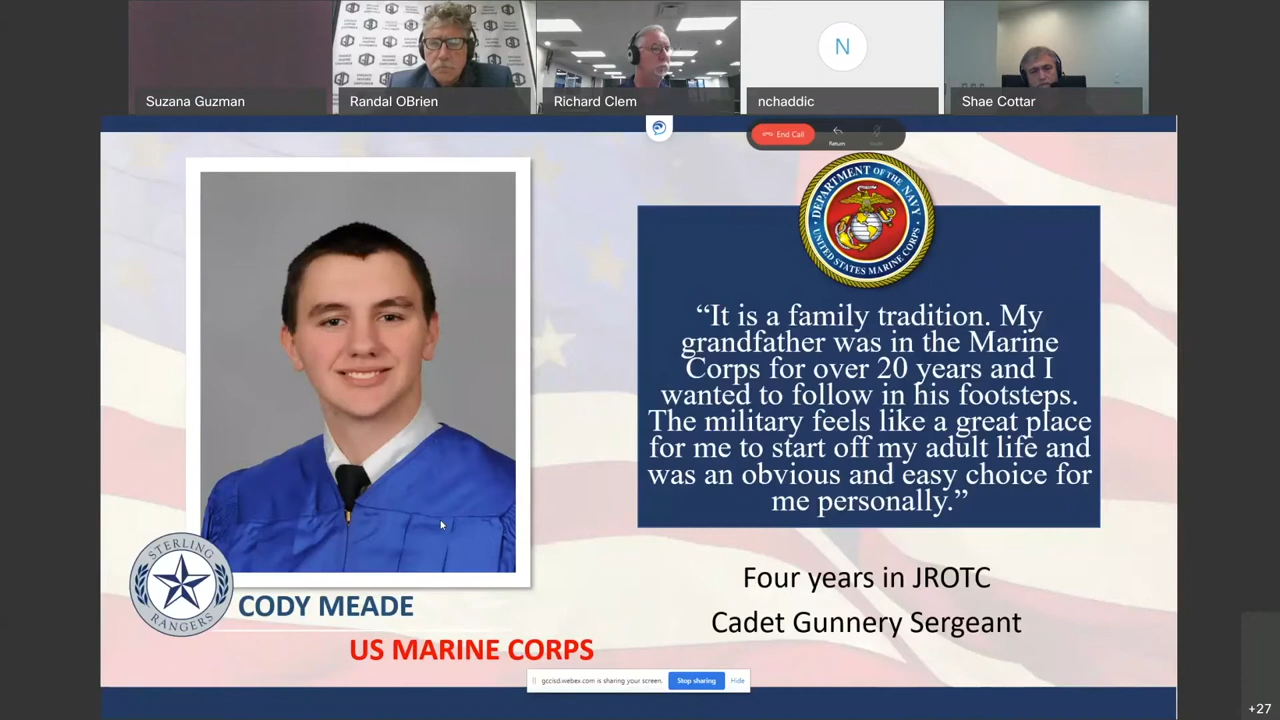 Suzana Guzman
Randal OBrien
Richard Clem
N
nchaddic
Shae Cottar
End Call
Return
DEPARTMENT OF THE NAVY
UNITED STATES MARINE CORPS
“It is a family tradition. My
grandfather was in the Marine
Corps for over 20 years and I
wanted to follow in his footsteps.
The military feels like a great place
for me to start off my adult life and
was an obvious and easy choice for
me personally.”
STERLING
RANGERS
CODY MEADE
US MARINE CORPS
Four years in JROTC
Cadet Gunnery Sergeant
gccisd.webex.com is sharing your screen.
Stop sharing
Hide
+27